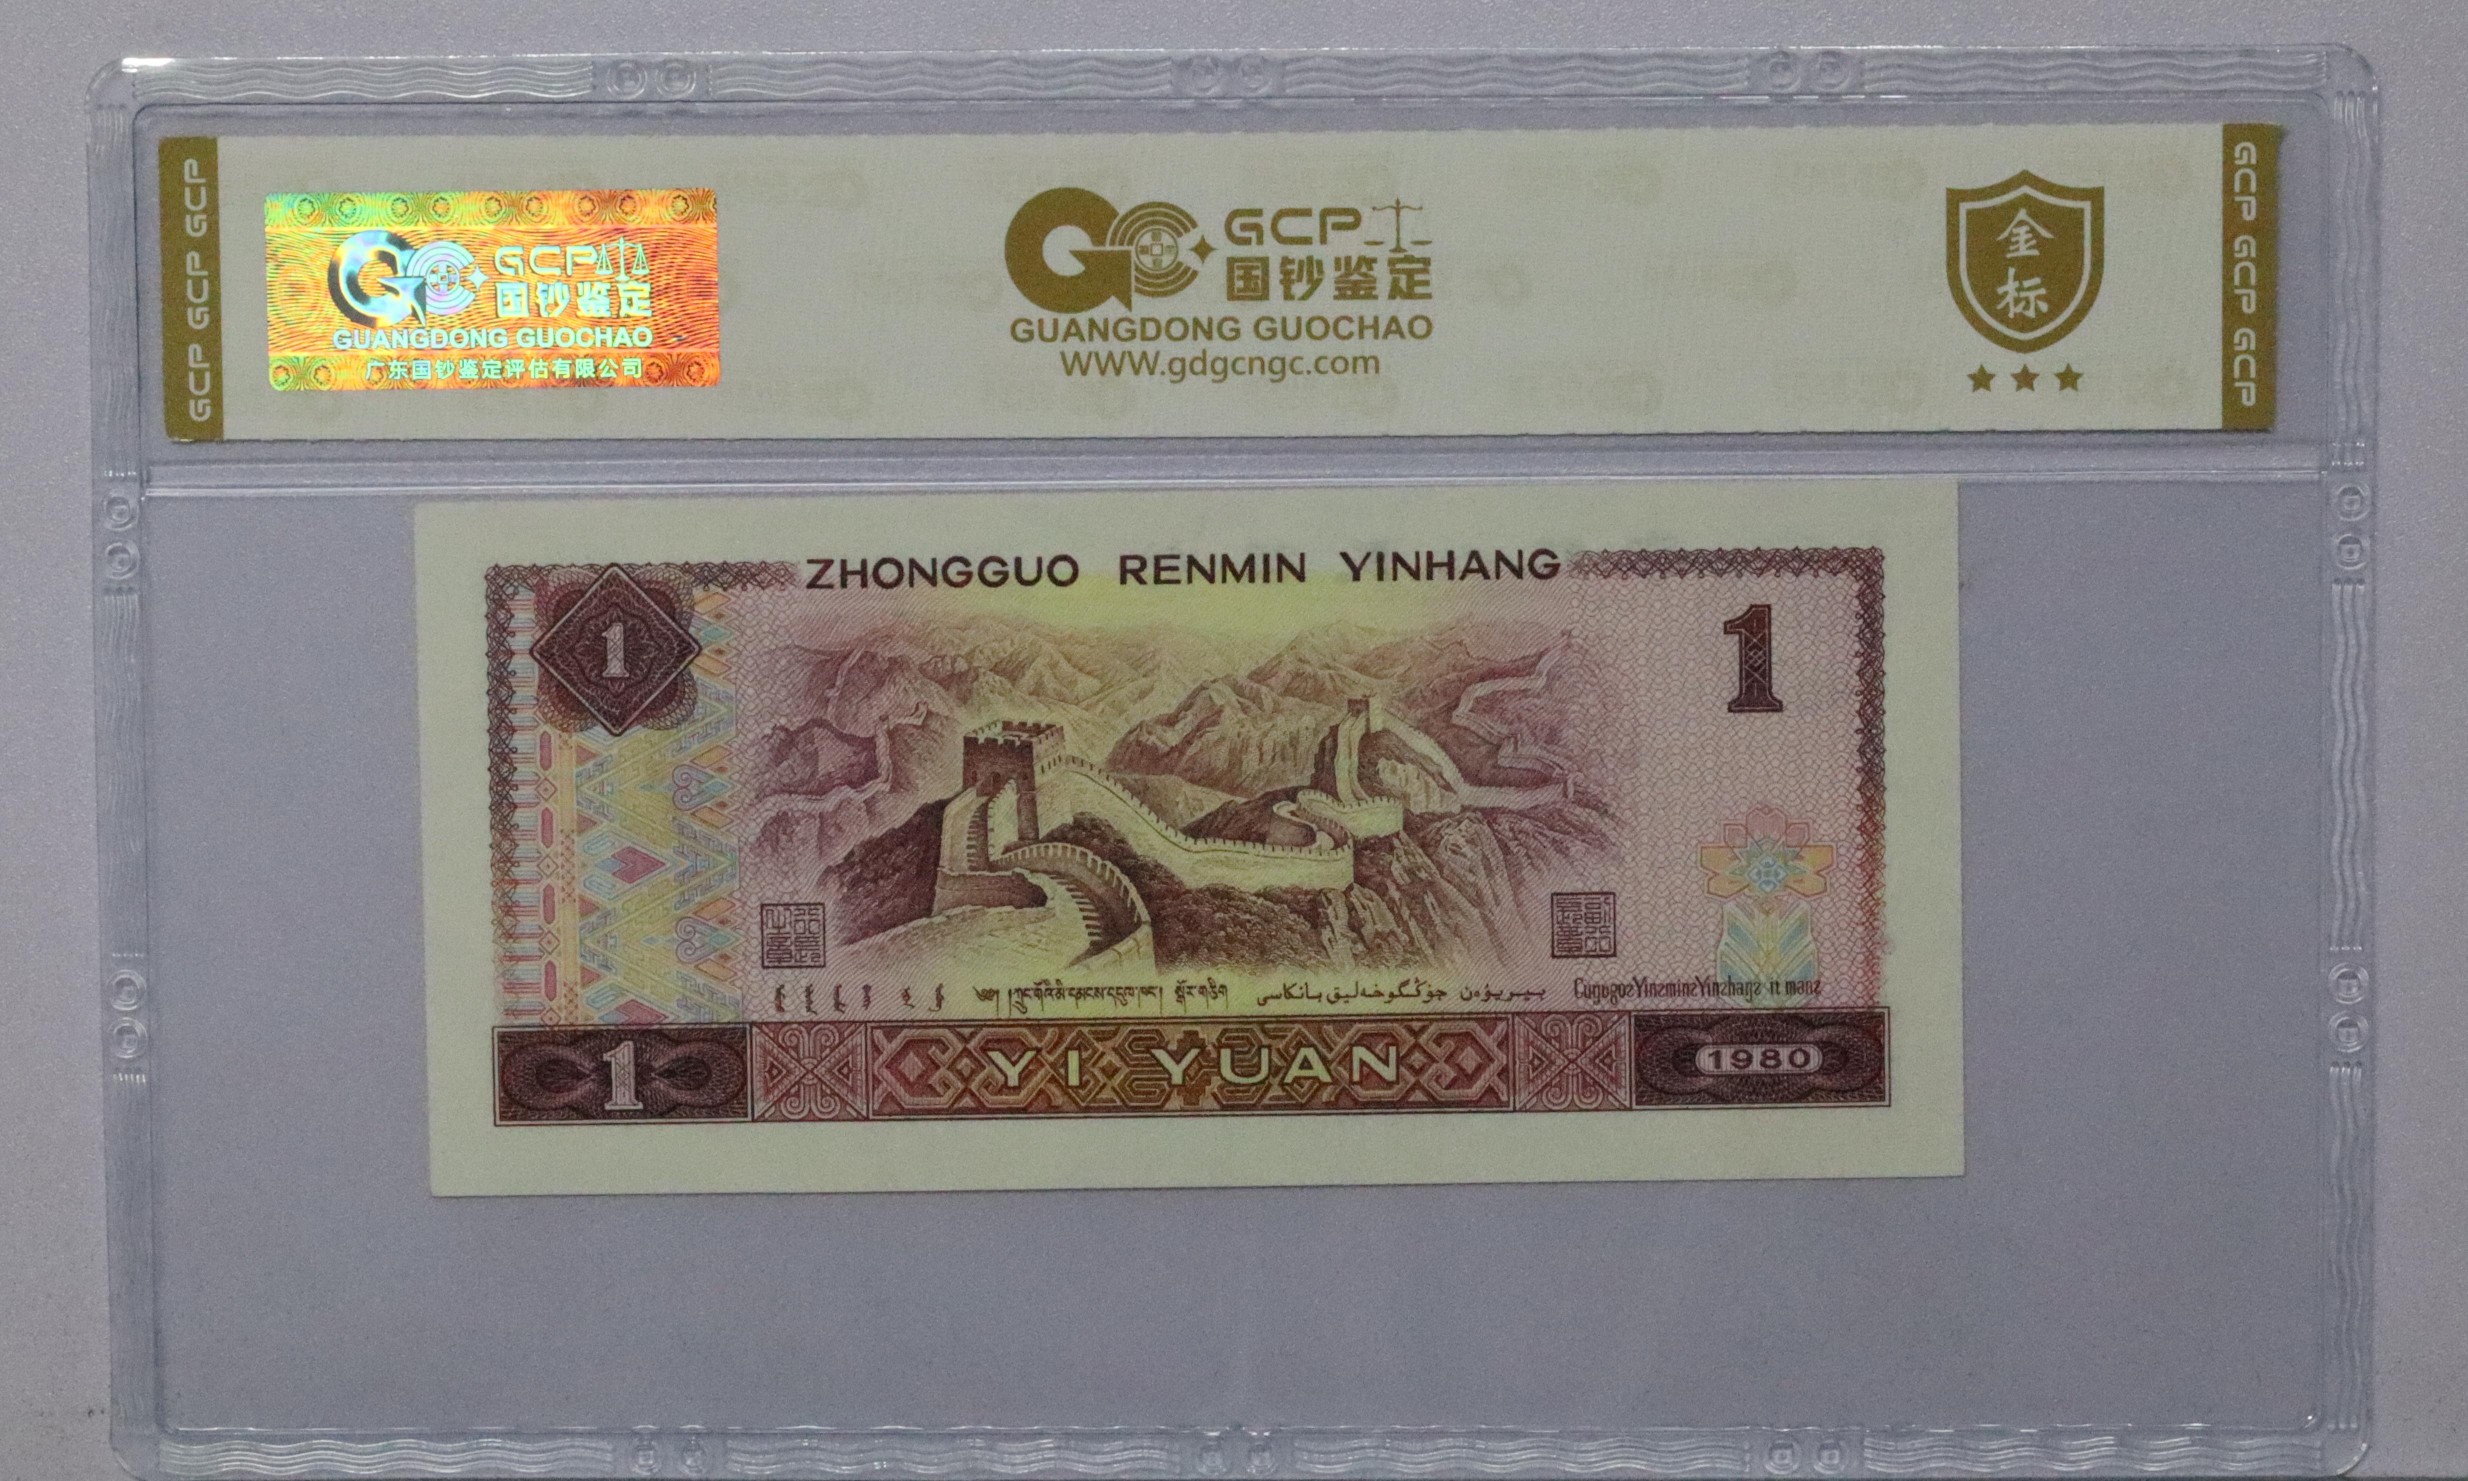 GCP GCP GCP
GCP
国钞鉴定
GUANGDONG GUOCHAO
广东国钞鉴定评估有限公司
GCP
国钞鉴定
GUANGDONG GUOCHAO
WWW.gdgcngc.com
金
标
GCP GCP GCP
ZHONGGUO RENMIN YINHANG
1
1
YI YUAN
1
1980